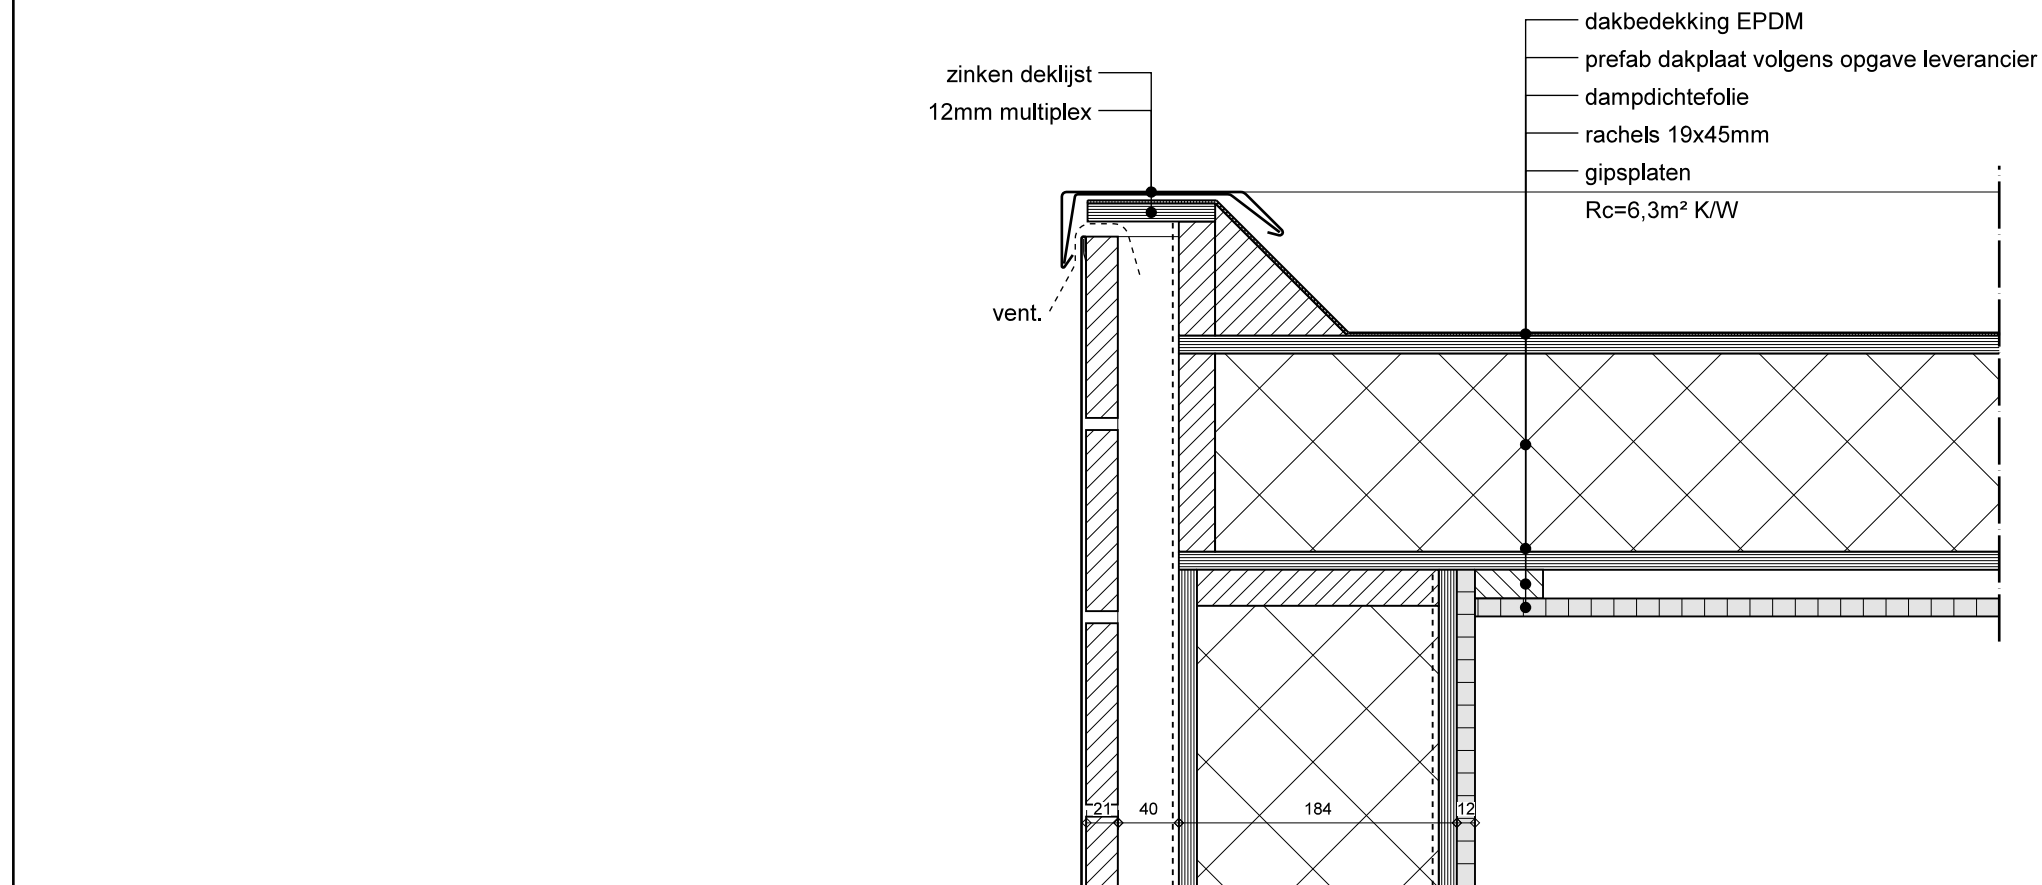 dakbedekking EPDM
prefab dakplaat volgens opgave leverancier
dampdichtefolie
rachels 19x45mm
gipsplaten
Rc=6,3m² K/W
zinken deklijst
12mm multiplex
vent.
21 40 184 12